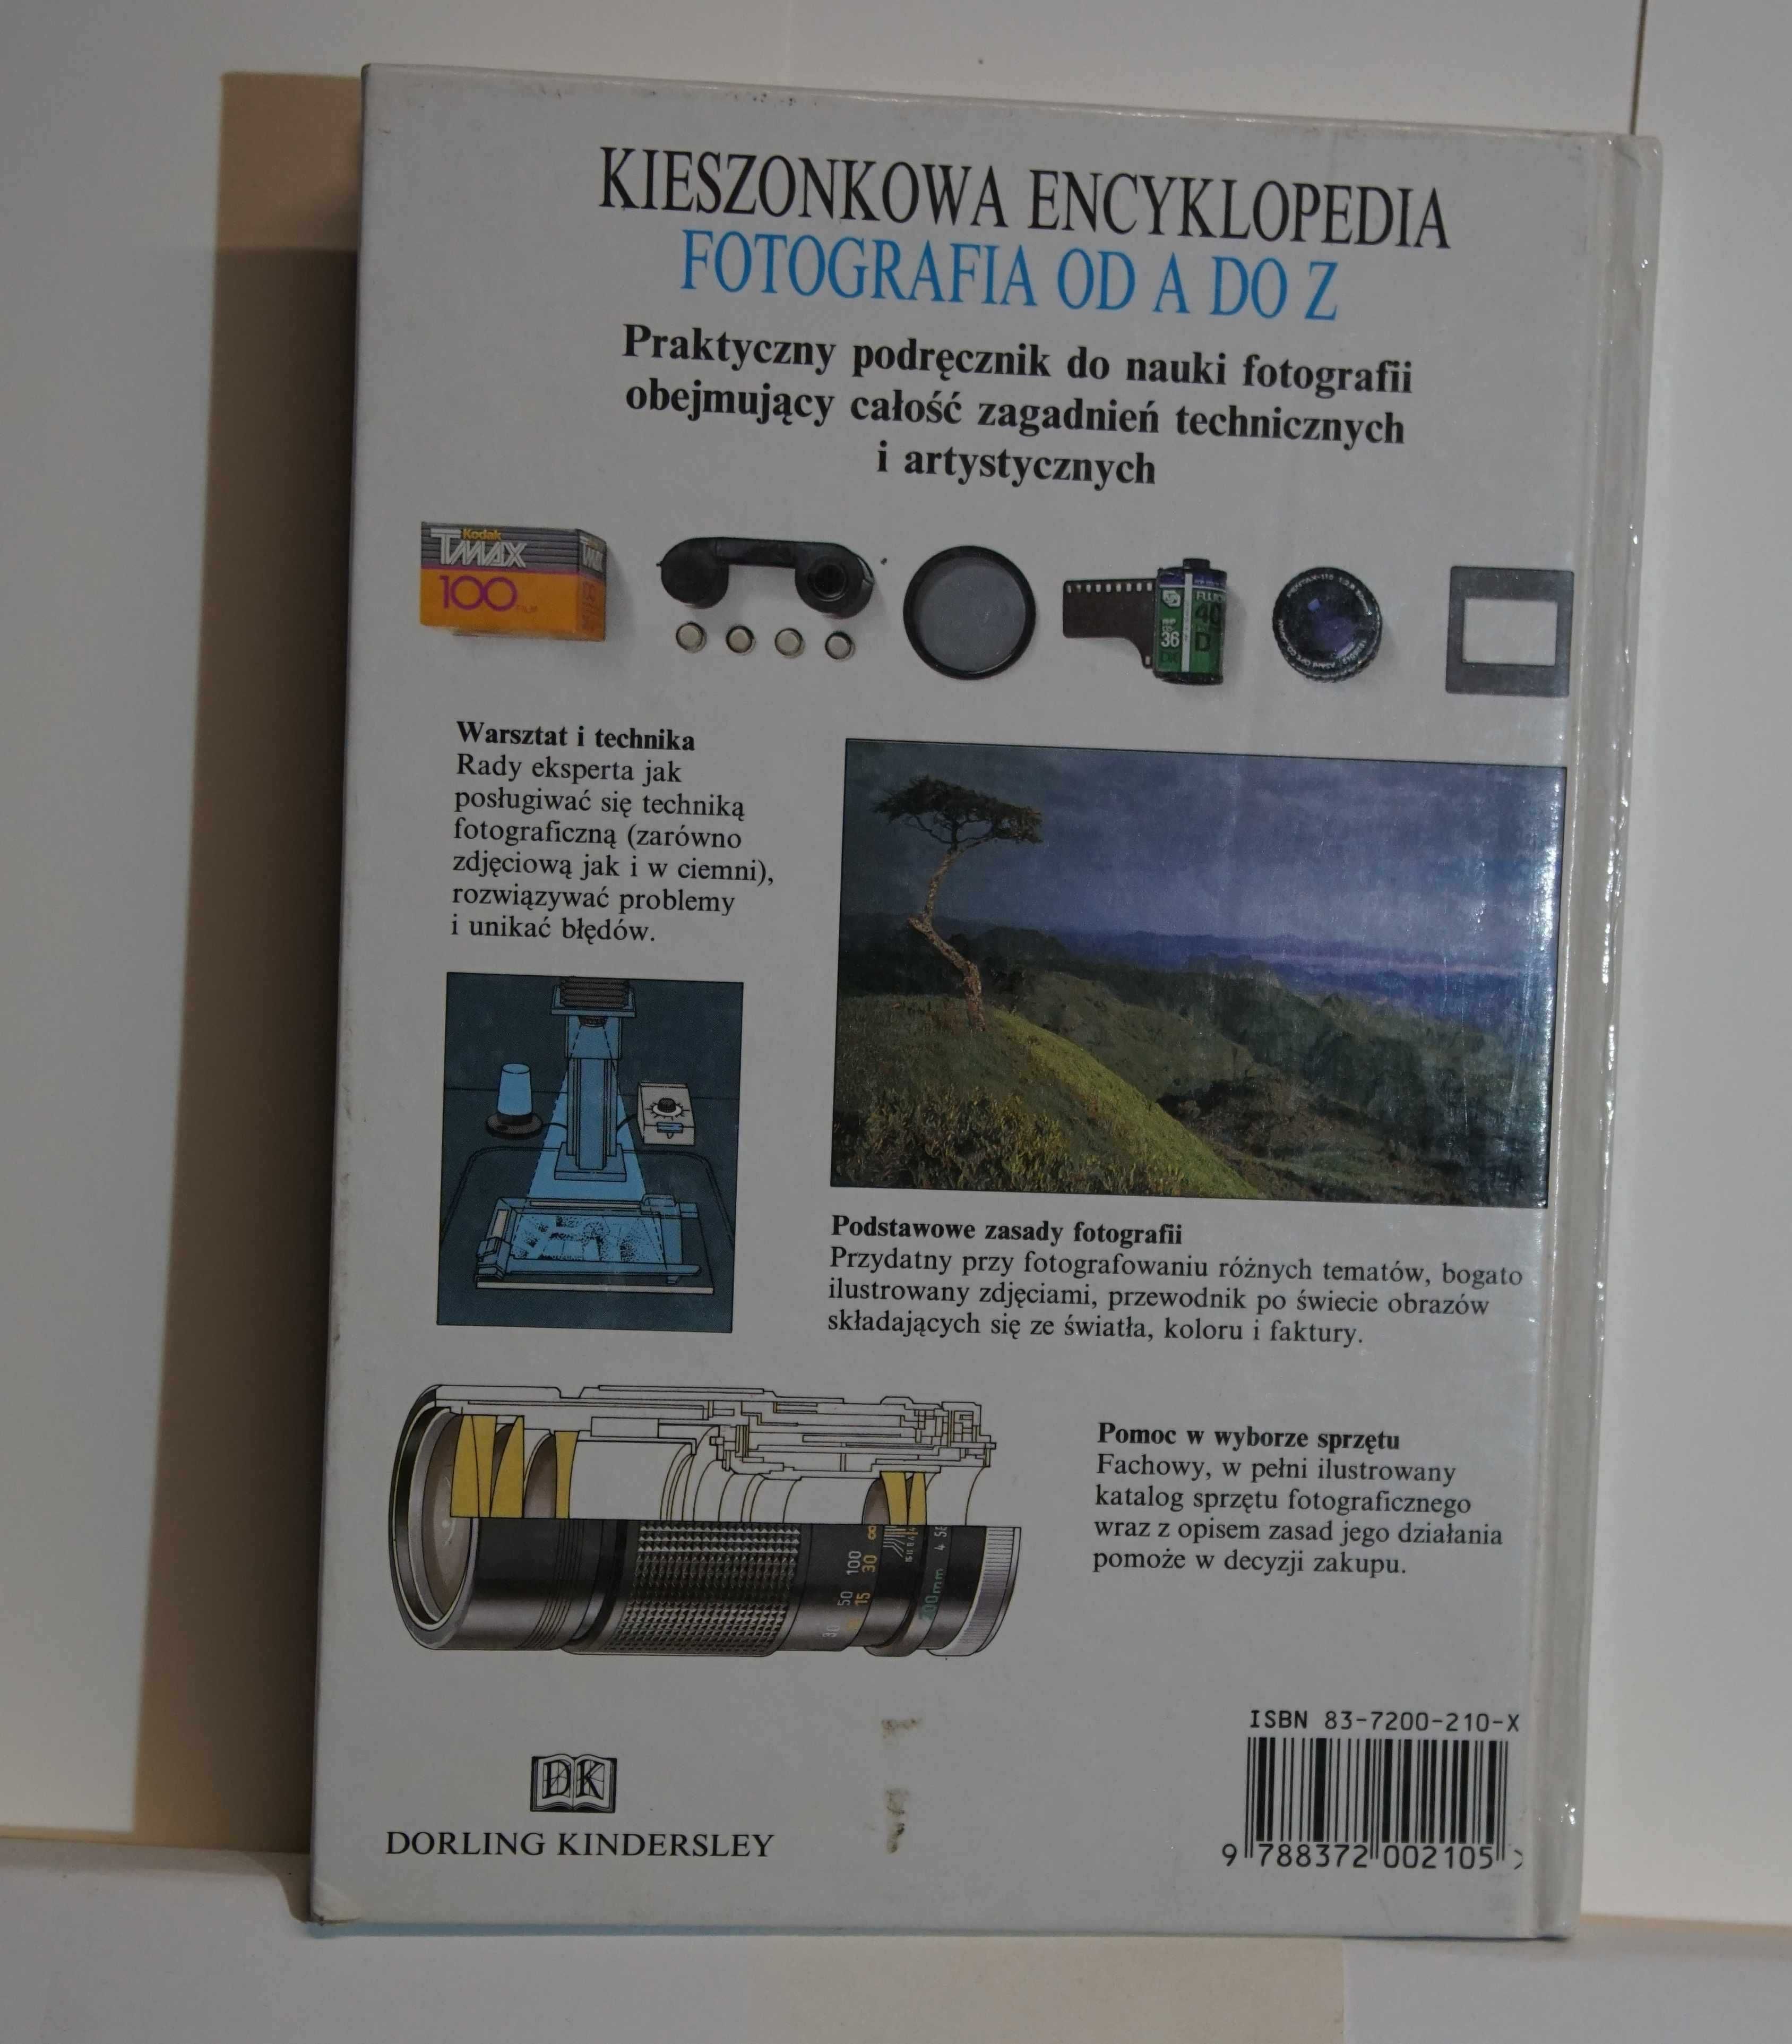 KIESZONKOWA ENCYKLOPEDIA
FOTOGRAFIA OD A DO Z
Praktyczny podręcznik do nauki fotografii
obejmujący całość zagadnień technicznych
i artystycznych
Kodak
TMAX
100
FILM
TMAX
36
Warsztat i technika
Rady eksperta jak
posługiwać się techniką
fotograficzną (zarówno
zdjęciową jak i w ciemni),
rozwiązywać problemy
i unikać błędów.
Podstawowe zasady fotografii
Przydatny przy fotografowaniu różnych tematów, bogato
ilustrowany zdjęciami, przewodnik po świecie obrazów
składających się ze światła, koloru i faktury.
Pomoc w wyborze sprzętu
Fachowy, w pełni ilustrowany
katalog sprzętu fotograficznego
wraz z opisem zasad jego działania
pomoże w decyzji zakupu.
30 50 100
15 30 ∞
200mm 4
ISBN 83-7200-210-X
DK
DORLING KINDERSLEY
9 788372 002105 >